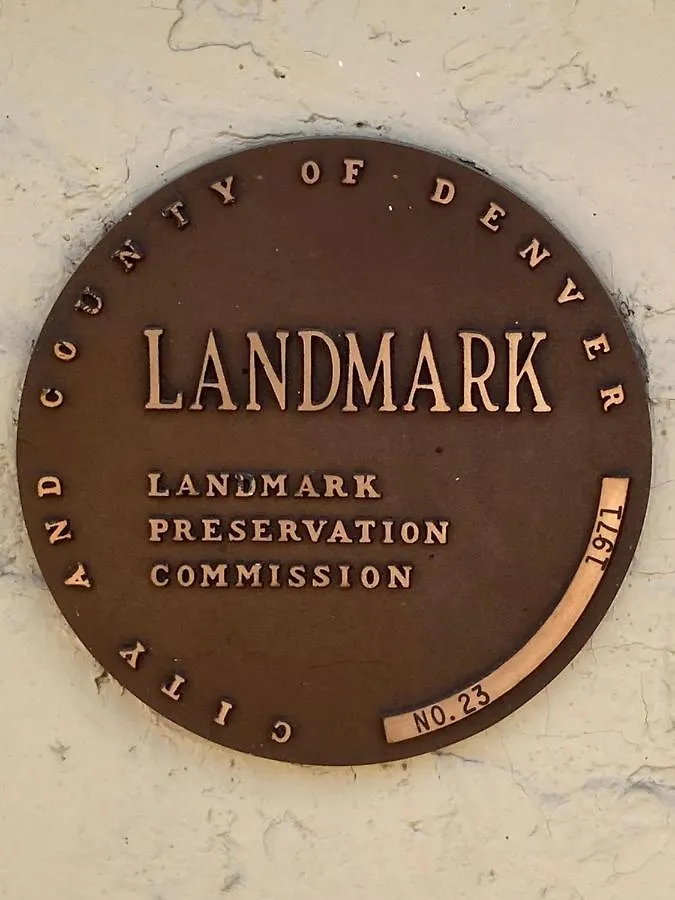 CITY AND COUNTY OF DENVER
LANDMARK
LANDMARK
PRESERVATION
COMMISSION
NO. 23
1971